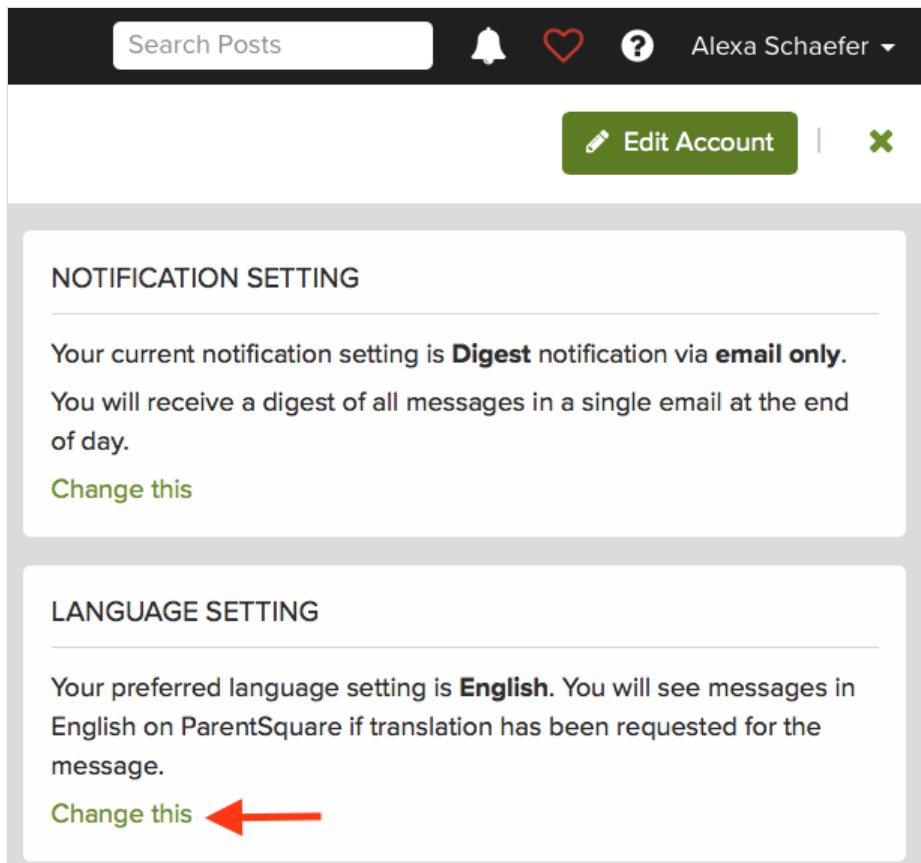 Search Posts
Alexa Schaefer
Edit Account
NOTIFICATION SETTING
Your current notification setting is Digest notification via email only.
You will receive a digest of all messages in a single email at the end
of day.
Change this
LANGUAGE SETTING
Your preferred language setting is English. You will see messages in
English on ParentSquare if translation has been requested for the
message.
Change this